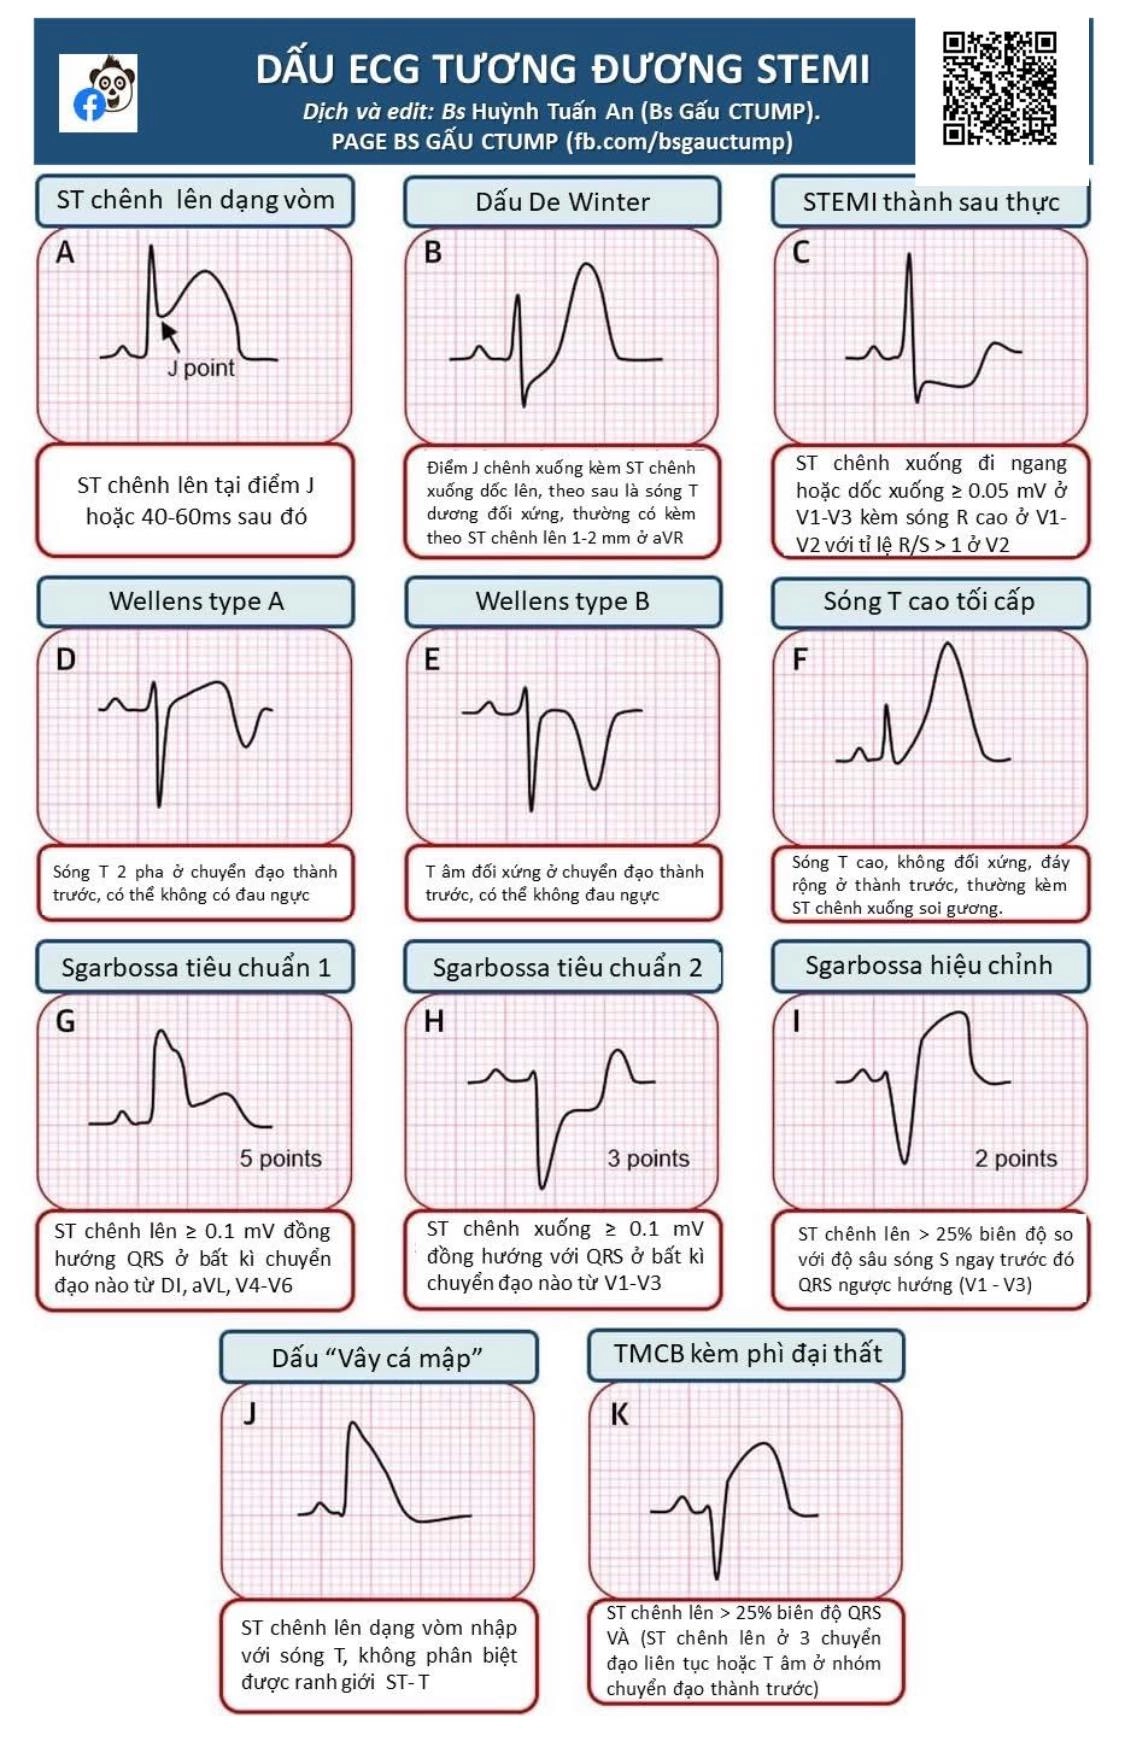 DẤU ECG TƯƠNG ĐƯƠNG STEMI
Dịch và edit: Bs Huỳnh Tuấn An (Bs Gấu CTUMP).
PAGE BS GẤU CTUMP (fb.com/bsgauctump)
ST chênh lên dạng vòm
Dấu De Winter
STEMI thành sau thực
A
J point
B
C
ST chênh lên tại điểm J
hoặc 40-60ms sau đó
Điểm J chênh xuống kèm ST chênh
xuống dốc lên, theo sau là sóng T
dương đối xứng, thường có kèm
theo ST chênh lên 1-2 mm ở aVR
ST chênh xuống đi ngang
hoặc dốc xuống ≥ 0.05 mV ở
V1-V3 kèm sóng R cao ở V1-
V2 với tỉ lệ R/S > 1 ở V2
Wellens type A
Wellens type B
Sóng T cao tối cấp
D
E
F
Sóng T 2 pha ở chuyển đạo thành
trước, có thể không có đau ngực
T âm đối xứng ở chuyển đạo thành
trước, có thể không đau ngực
Sóng T cao, không đối xứng, đáy
rộng ở thành trước, thường kèm
ST chênh xuống soi gương.
Sgarbossa tiêu chuẩn 1
Sgarbossa tiêu chuẩn 2
Sgarbossa hiệu chỉnh
G
5 points
H
3 points
I
2 points
ST chênh lên ≥ 0.1 mV đồng
hướng QRS ở bất kì chuyển
đạo nào từ DI, aVL, V4-V6
ST chênh xuống ≥ 0.1 mV
đồng hướng với QRS ở bất kì
chuyển đạo nào từ V1-V3
ST chênh lên > 25% biên độ so
với độ sâu sóng S ngay trước đó
QRS ngược hướng (V1 - V3)
Dấu “Vây cá mập”
TMCB kèm phì đại thất
J
K
ST chênh lên dạng vòm nhập
với sóng T, không phân biệt
được ranh giới ST- T
ST chênh lên > 25% biên độ QRS
VÀ (ST chênh lên ở 3 chuyển
đạo liên tục hoặc T âm ở nhóm
chuyển đạo thành trước)